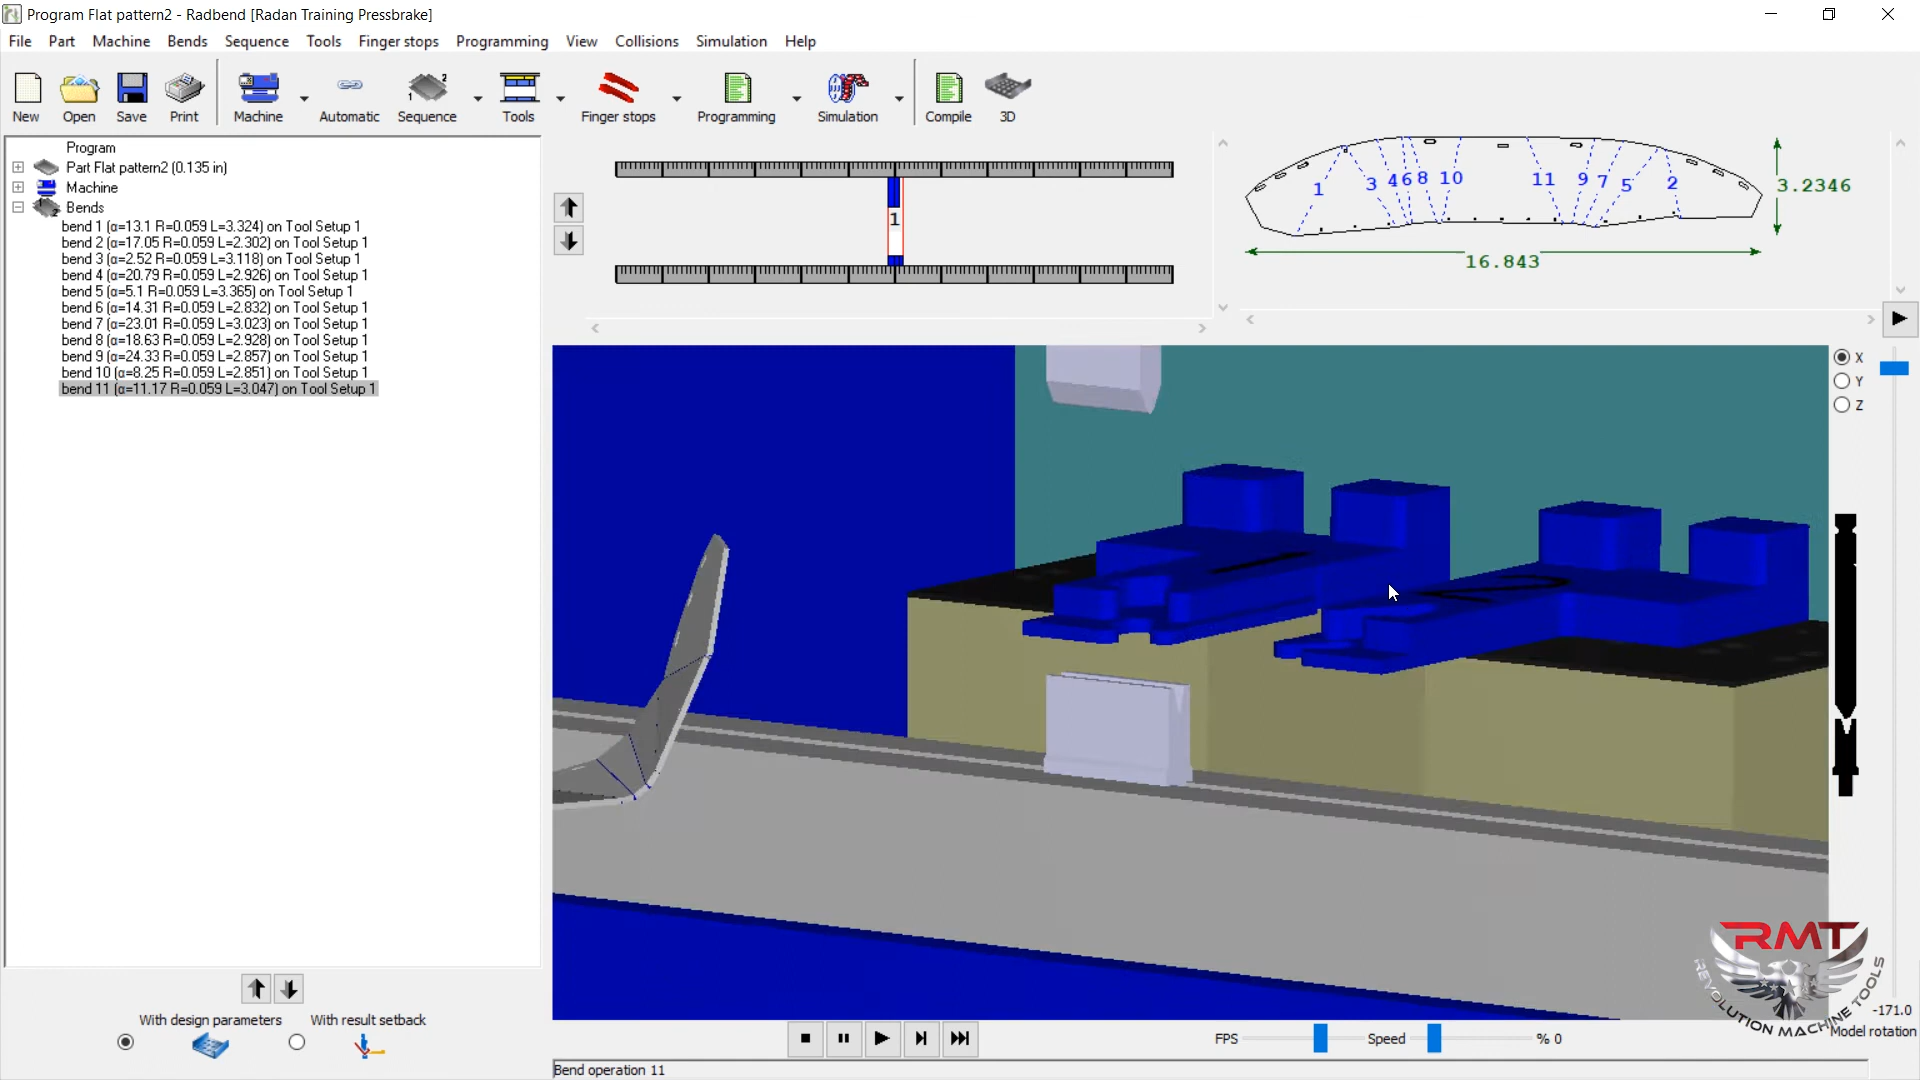 Program Flat pattern2 - Radbend [Radan Training Pressbrake]
File Part Machine Bends Sequence Tools Finger stops Programming View Collisions Simulation Help
New Open Save Print Machine Automatic Sequence Tools Finger stops Programming Simulation Compile 3D
Program
Part Flat pattern2 (0.135 in)
Machine
Bends
bend 1 (α=13.1 R=0.059 L=3.324) on Tool Setup 1
bend 2 (α=17.05 R=0.059 L=2.302) on Tool Setup 1
bend 3 (α=2.52 R=0.059 L=3.118) on Tool Setup 1
bend 4 (α=20.79 R=0.059 L=2.926) on Tool Setup 1
bend 5 (α=5.1 R=0.059 L=3.365) on Tool Setup 1
bend 6 (α=14.31 R=0.059 L=2.832) on Tool Setup 1
bend 7 (α=23.01 R=0.059 L=3.023) on Tool Setup 1
bend 8 (α=18.63 R=0.059 L=2.928) on Tool Setup 1
bend 9 (α=24.33 R=0.059 L=2.857) on Tool Setup 1
bend 10 (α=8.25 R=0.059 L=2.851) on Tool Setup 1
bend 11 (α=11.17 R=0.059 L=3.047) on Tool Setup 1
With design parameters
With result setback
1
1 3 4 6 8 10 11 9 7 5 2
3.2346
16.843
X
Y
Z
RMT
REVOLUTION MACHINE TOOLS
-171.0
Model rotation
FPS
Speed
% 0
Bend operation 11